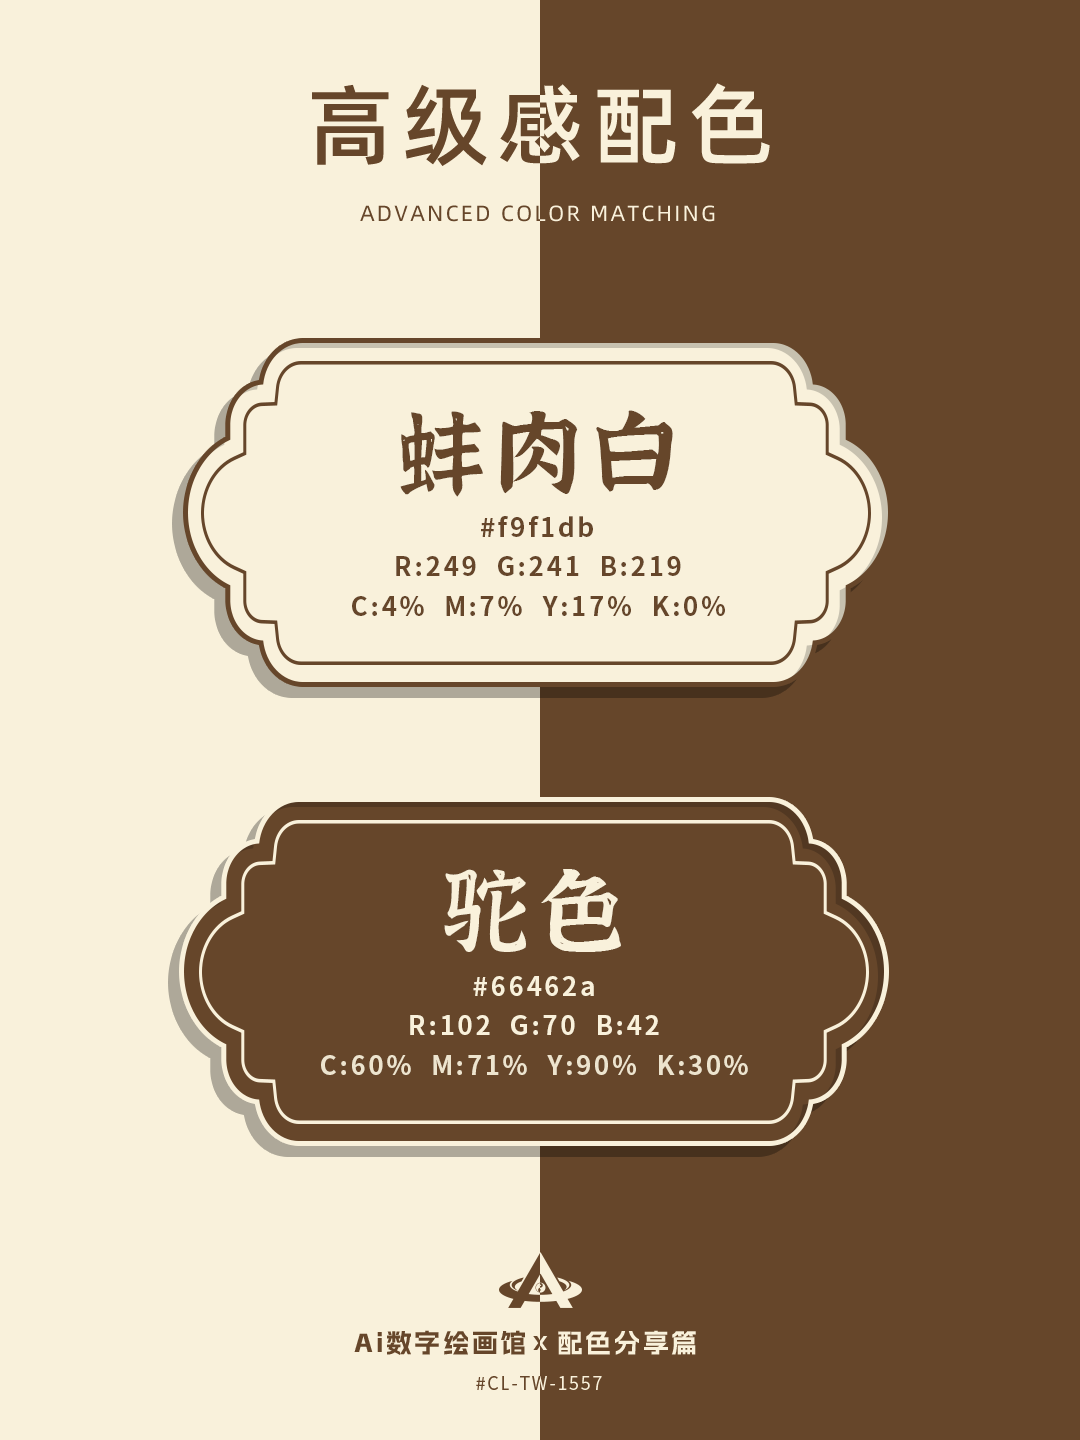 高级感配色
ADVANCED COLOR MATCHING
蚌肉白
#f9f1db
R:249 G:241 B:219
C:4% M:7% Y:17% K:0%
驼色
#66462a
R:102 G:70 B:42
C:60% M:71% Y:90% K:30%
Ai数字绘画馆 x 配色分享篇
#CL-TW-1557